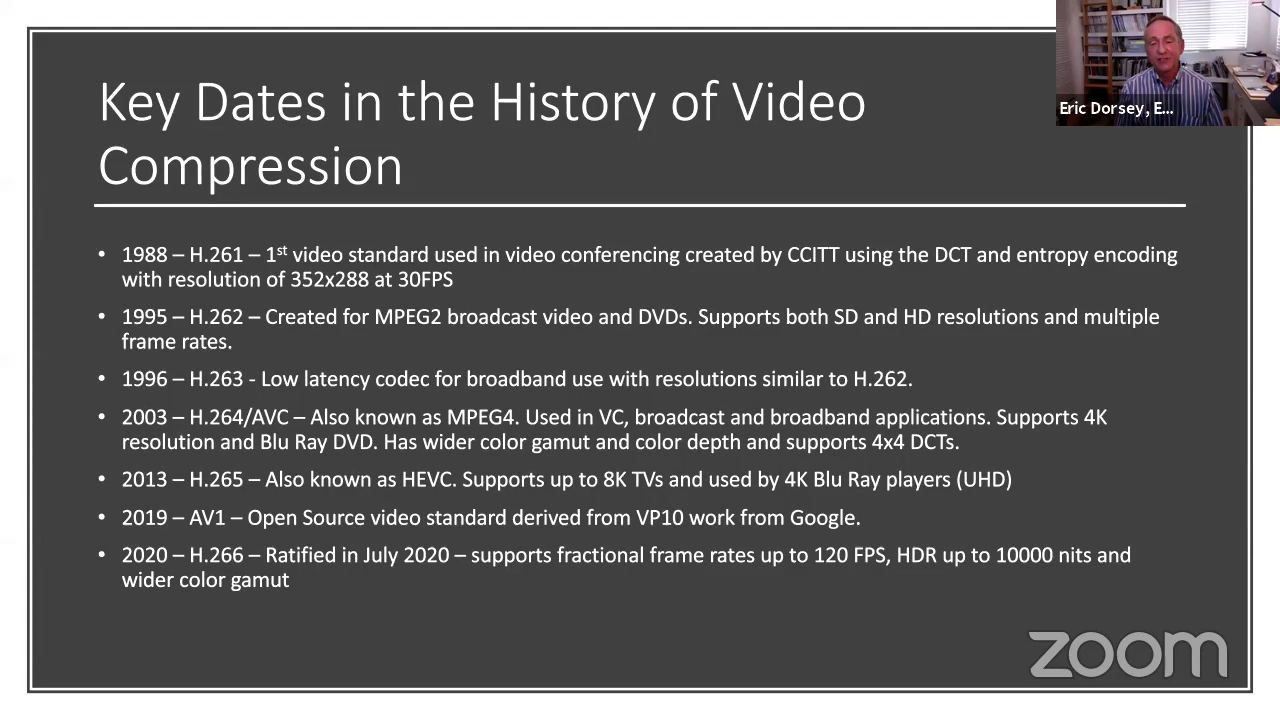 Key Dates in the History of Video
Compression
Eric Dorsey, E...
• 1988 – H.261 – 1st video standard used in video conferencing created by CCITT using the DCT and entropy encoding
with resolution of 352x288 at 30FPS
• 1995 – H.262 – Created for MPEG2 broadcast video and DVDs. Supports both SD and HD resolutions and multiple
frame rates.
• 1996 – H.263 - Low latency codec for broadband use with resolutions similar to H.262.
• 2003 – H.264/AVC – Also known as MPEG4. Used in VC, broadcast and broadband applications. Supports 4K
resolution and Blu Ray DVD. Has wider color gamut and color depth and supports 4x4 DCTs.
• 2013 – H.265 – Also known as HEVC. Supports up to 8K TVs and used by 4K Blu Ray players (UHD)
• 2019 – AV1 – Open Source video standard derived from VP10 work from Google.
• 2020 – H.266 – Ratified in July 2020 – supports fractional frame rates up to 120 FPS, HDR up to 10000 nits and
wider color gamut
zoom